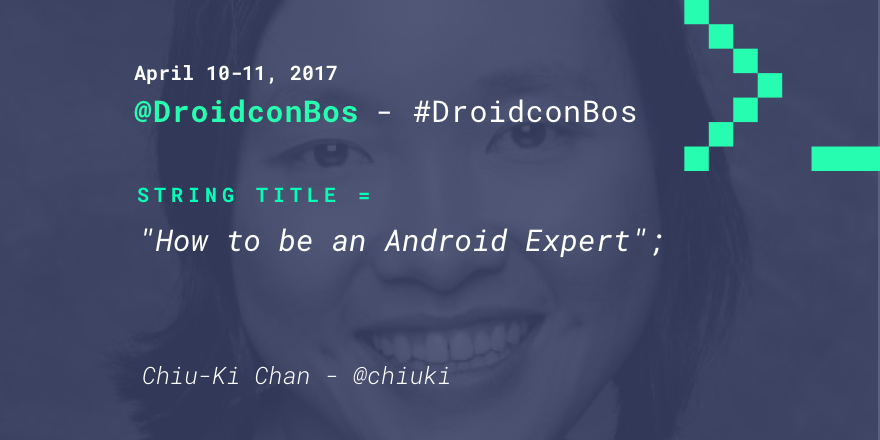 April 10-11, 2017
@DroidconBos - #DroidconBos
STRING TITLE =
"How to be an Android Expert";
Chiu-Ki Chan - @chiuki